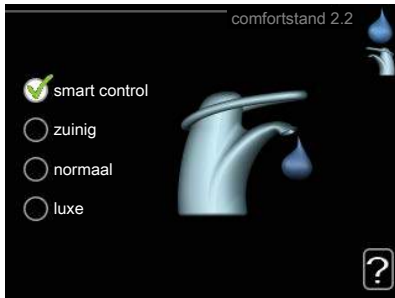 comfortstand 2.2
smart control
zuinig
normaal
luxe
?